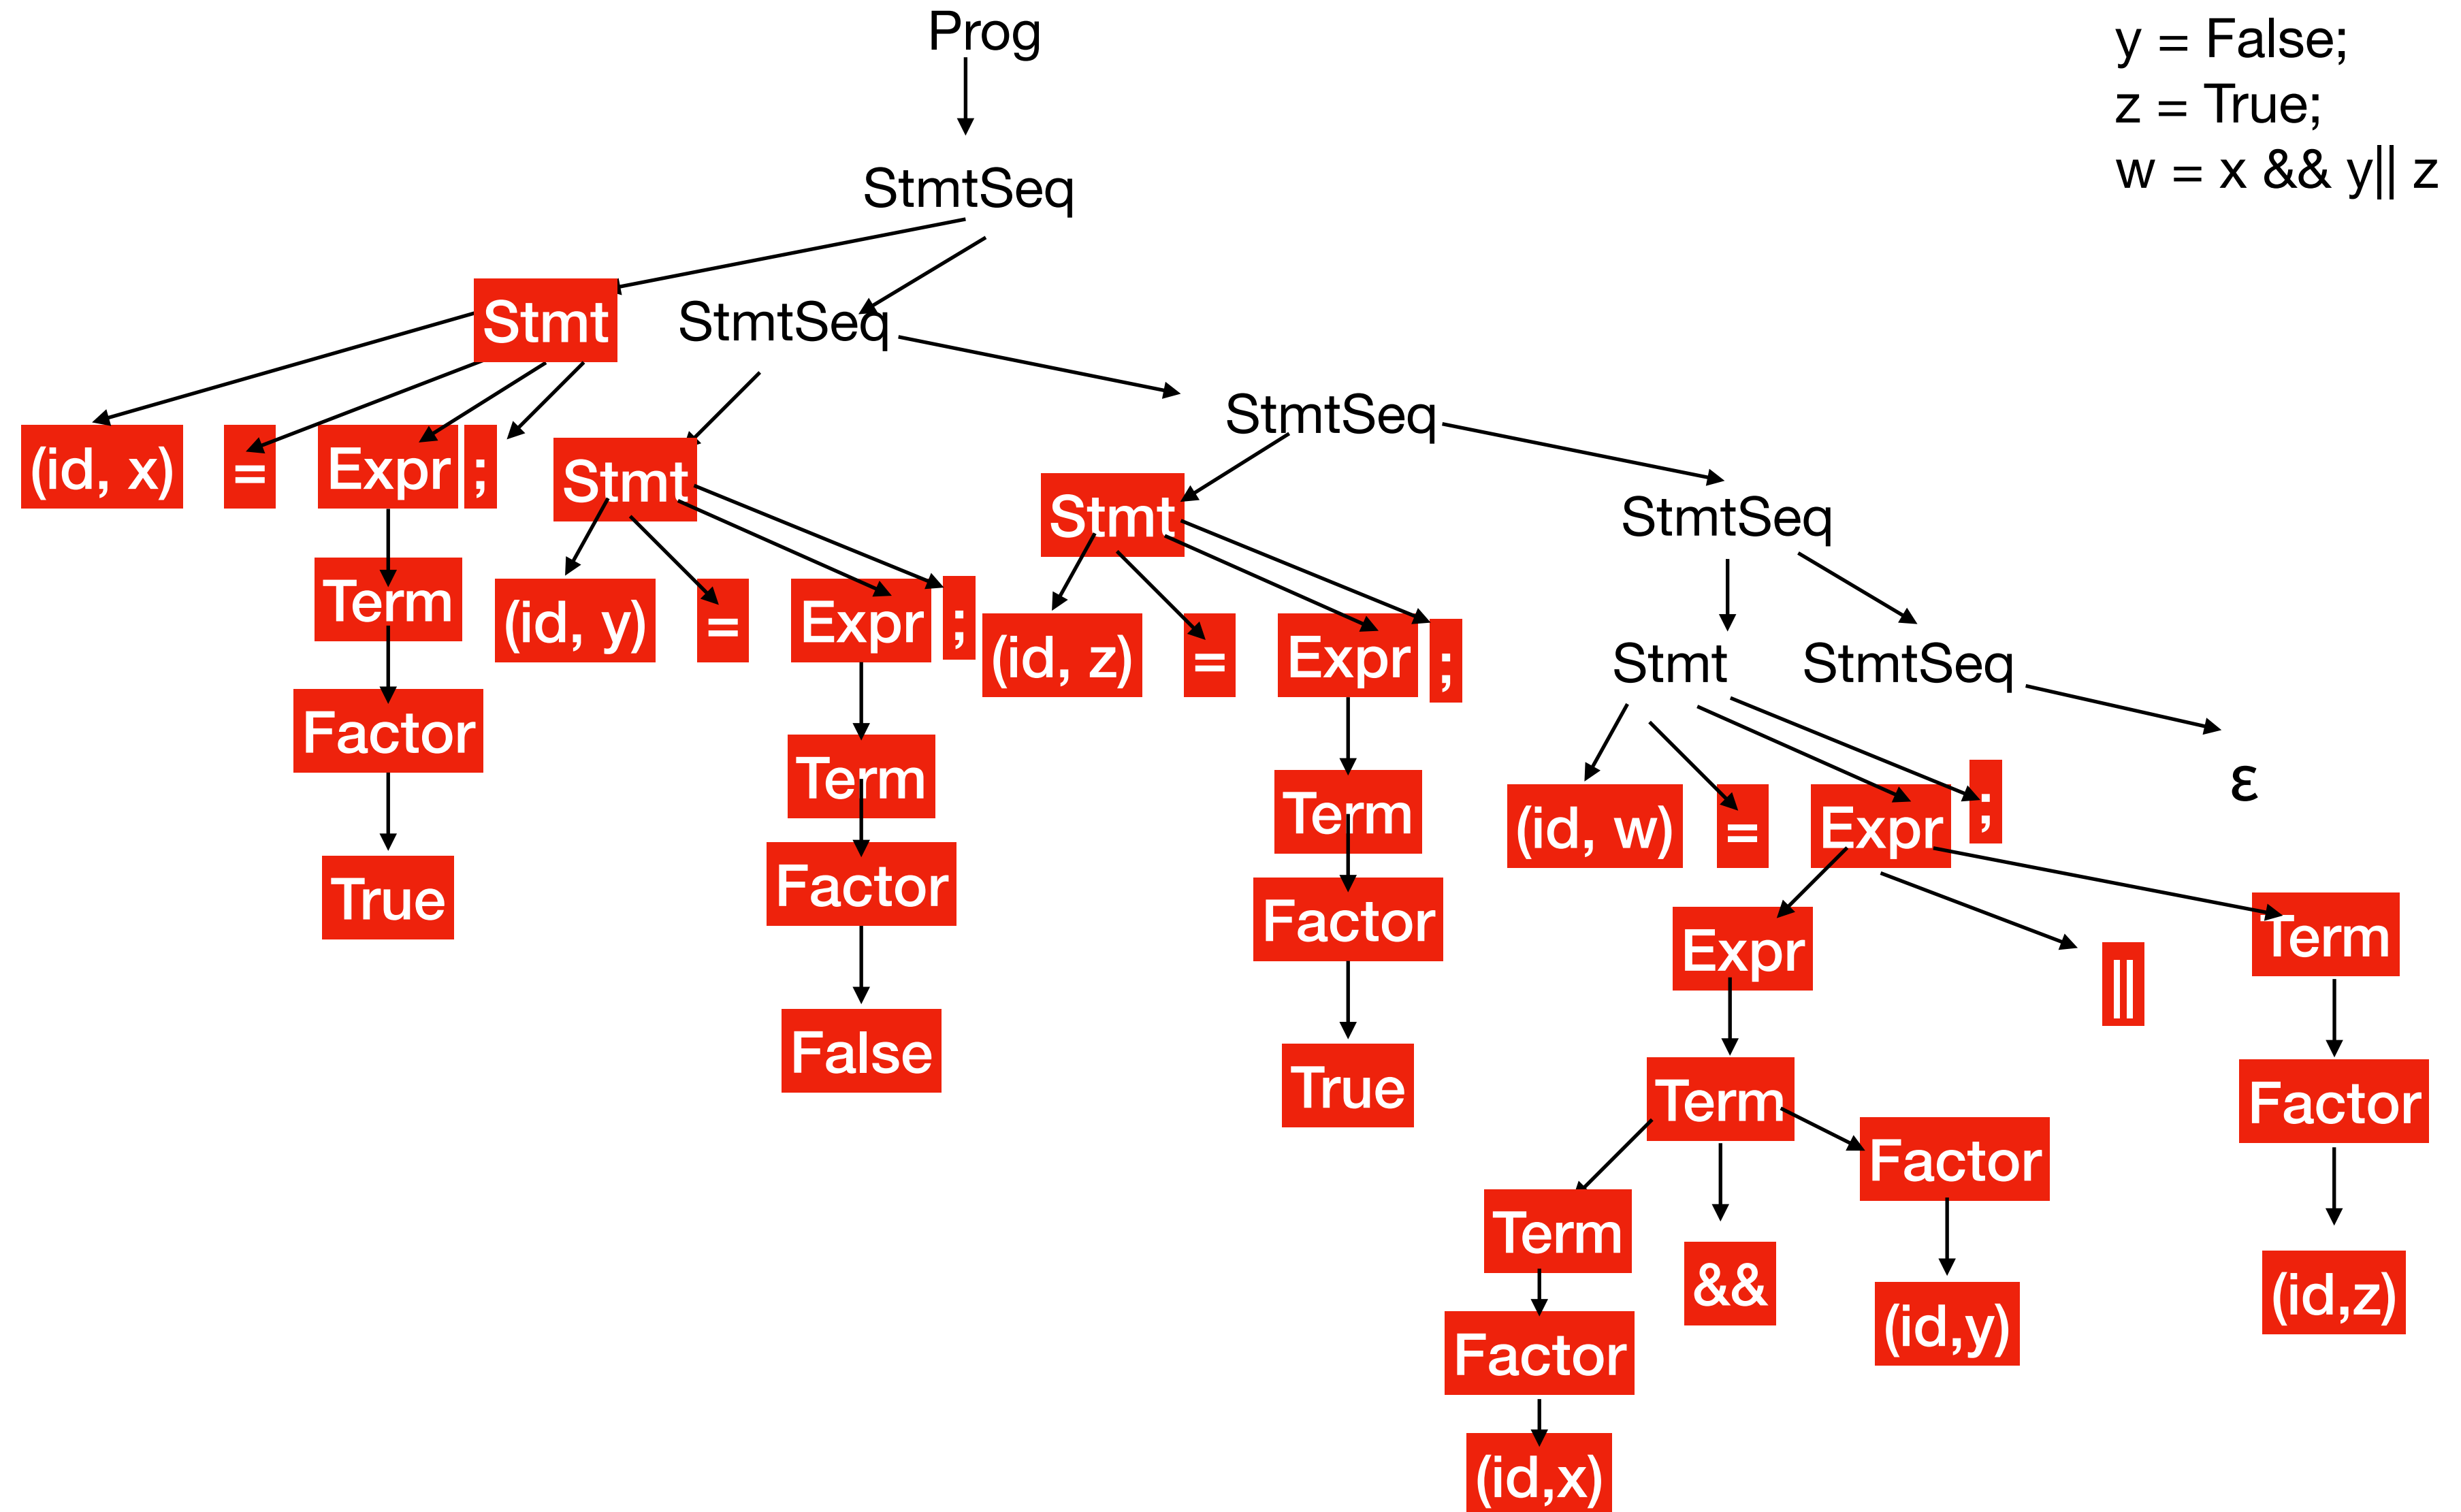 Prog
y = False;
z = True;
w = x && y|| z
StmtSeq
Stmt
StmtSeq
StmtSeq
(id, x)
=
Expr
;
Stmt
Stmt
StmtSeq
Term
(id, y)
=
Expr
;
(id, z)
=
Expr
;
Stmt
StmtSeq
Factor
Term
Term
(id, w)
=
Expr
;
ε
True
Factor
Factor
Expr
||
Term
False
True
Term
Factor
Factor
Term
&&
(id,y)
(id,z)
Factor
(id,x)